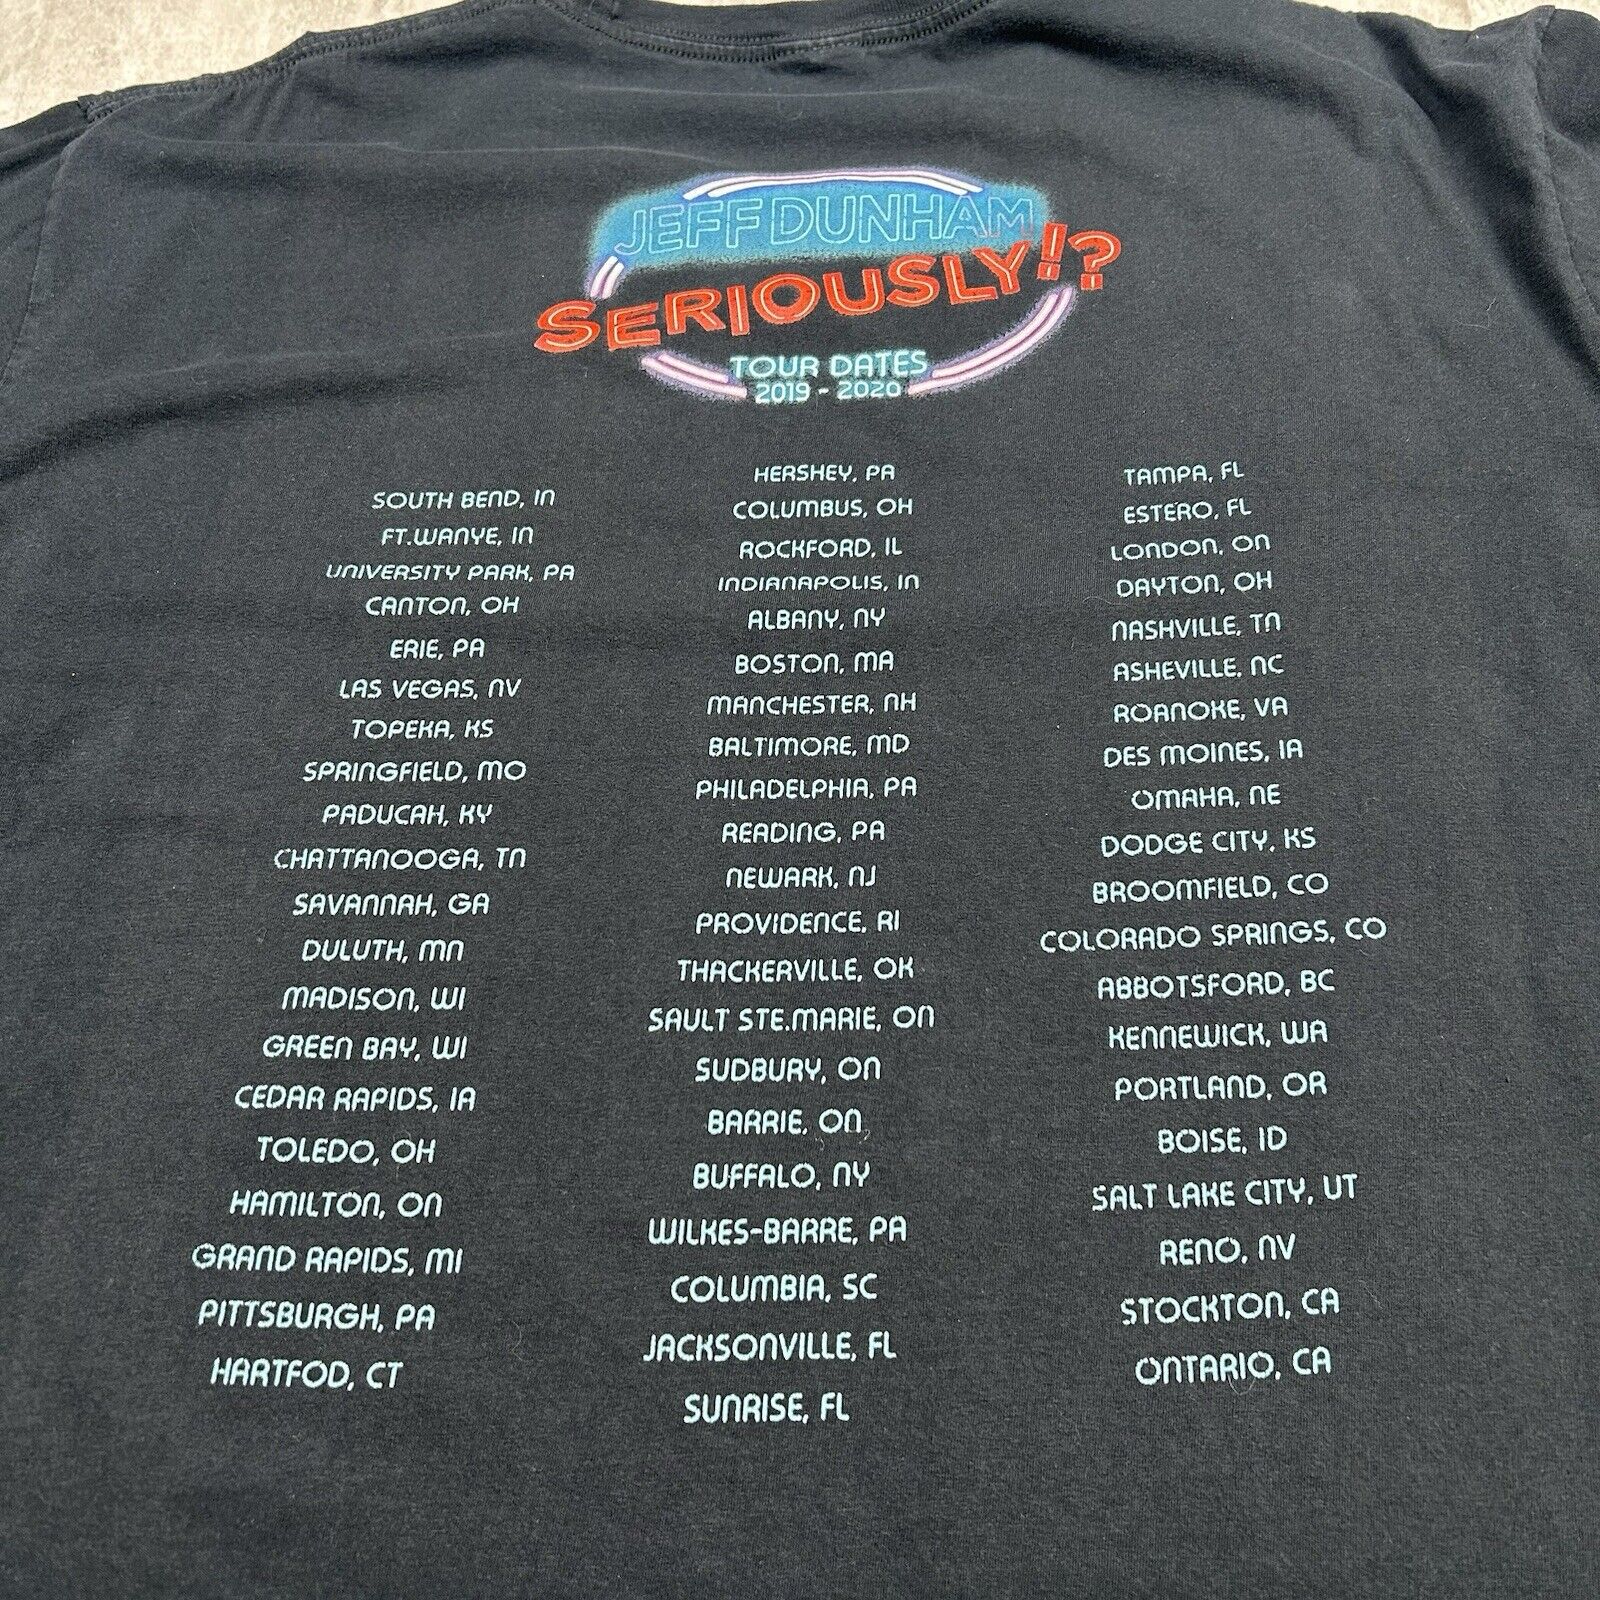 JEFF DUNHAM
SERIOUSLY!?
TOUR DATES
2019 - 2020
SOUTH BEND, IN
FT.WANYE, IN
UNIVERSITY PARK, PA
CANTON, OH
ERIE, PA
LAS VEGAS, NV
TOPEKA, KS
SPRINGFIELD, MO
PADUCAH, KY
CHATTANOOGA, TN
SAVANNAH, GA
DULUTH, MN
MADISON, WI
GREEN BAY, WI
CEDAR RAPIDS, IA
TOLEDO, OH
HAMILTON, ON
GRAND RAPIDS, MI
PITTSBURGH, PA
HARTFOD, CT
HERSHEY, PA
COLUMBUS, OH
ROCKFORD, IL
INDIANAPOLIS, IN
ALBANY, NY
BOSTON, MA
MANCHESTER, NH
BALTIMORE, MD
PHILADELPHIA, PA
READING, PA
NEWARK, NJ
PROVIDENCE, RI
THACKERVILLE, OK
SAULT STE.MARIE, ON
SUDBURY, ON
BARRIE, ON
BUFFALO, NY
WILKES-BARRE, PA
COLUMBIA, SC
JACKSONVILLE, FL
SUNRISE, FL
TAMPA, FL
ESTERO, FL
LONDON, ON
DAYTON, OH
NASHVILLE, TN
ASHEVILLE, NC
ROANOKE, VA
DES MOINES, IA
OMAHA, NE
DODGE CITY, KS
BROOMFIELD, CO
COLORADO SPRINGS, CO
ABBOTSFORD, BC
KENNEWICK, WA
PORTLAND, OR
BOISE, ID
SALT LAKE CITY, UT
RENO, NV
STOCKTON, CA
ONTARIO, CA